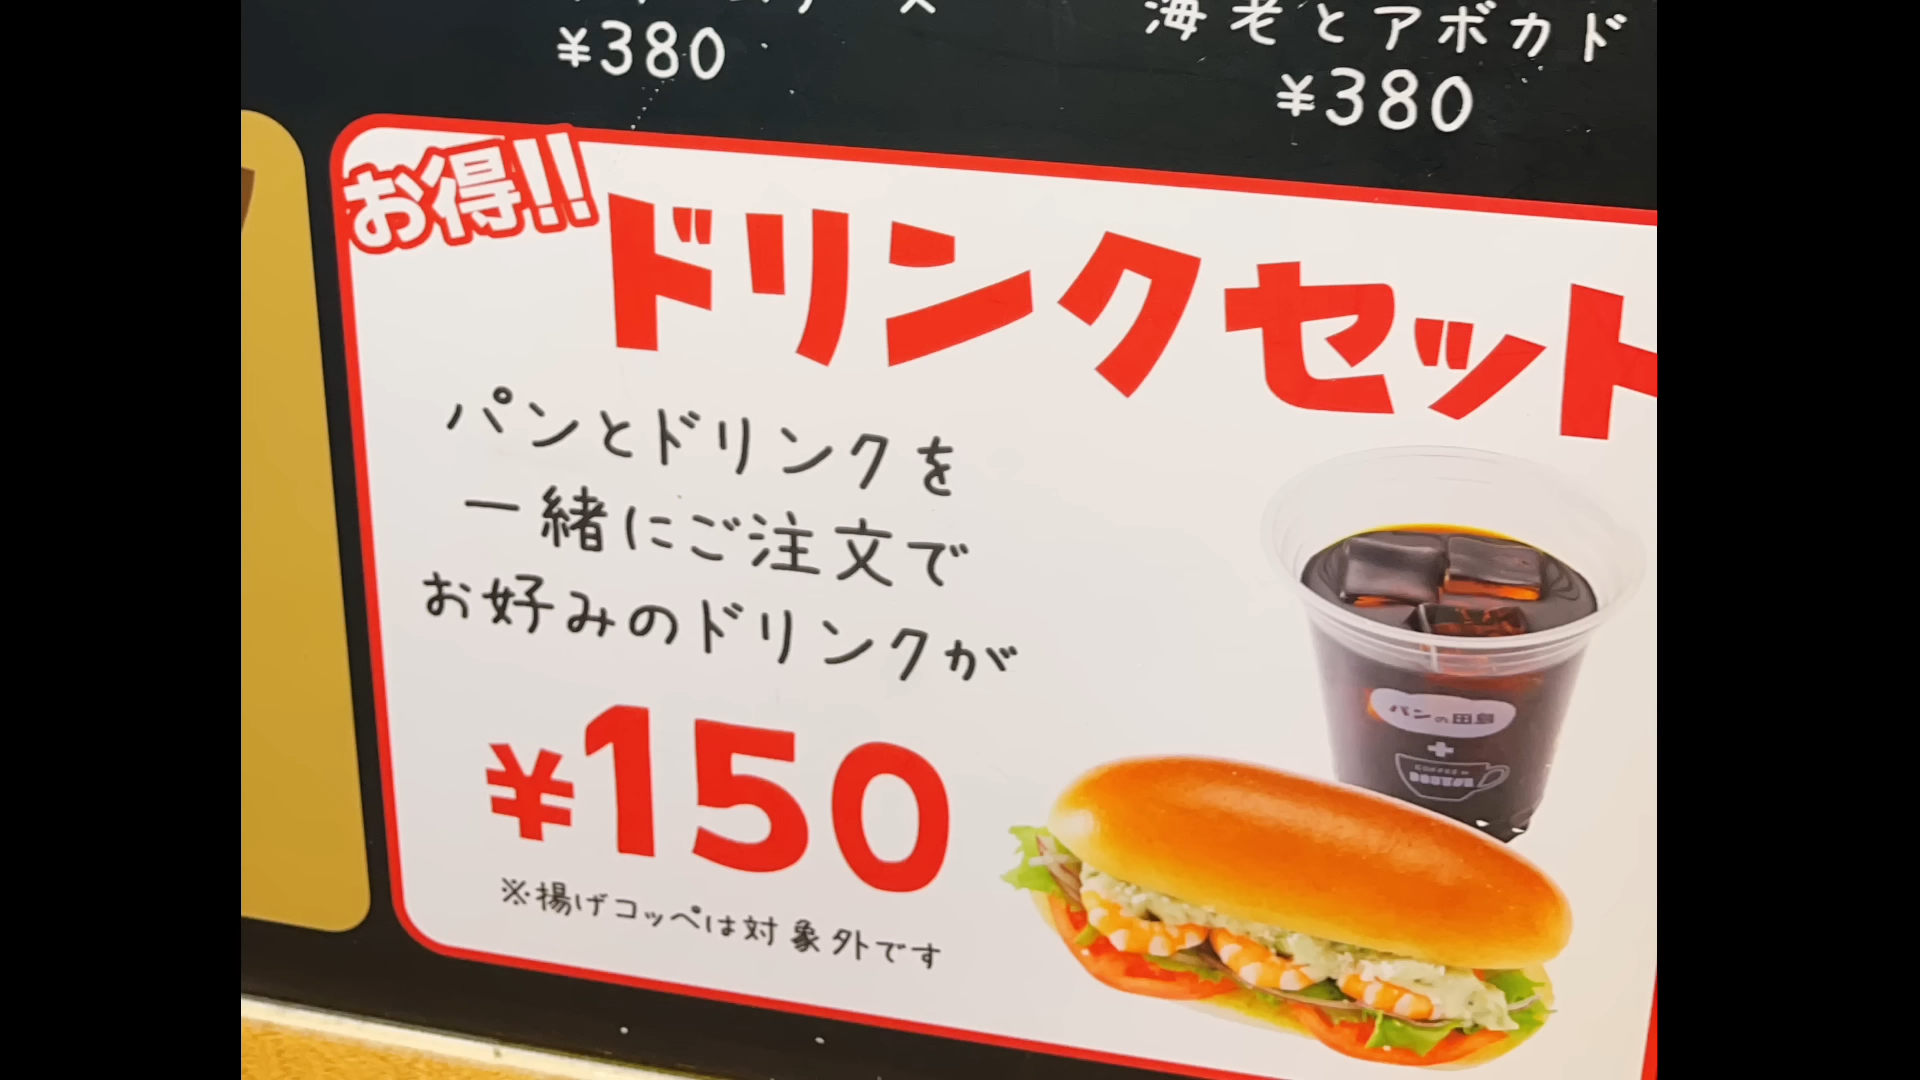 ¥380
海老とアボカド
¥380
お得!!
ドリンクセット
パンとドリンクを
一緒にご注文で
お好みのドリンクが
¥150
※揚げコッペは対象外です
パンの田島
+
COFFEE